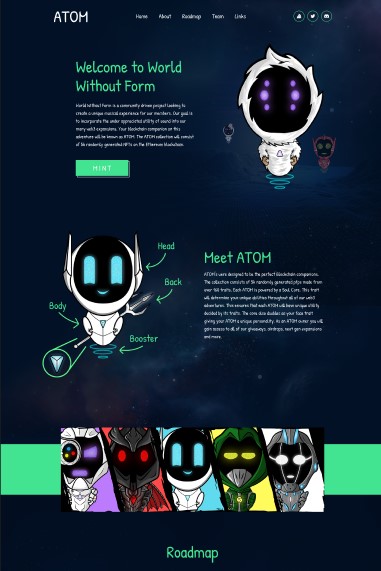 ATOM
Home About Roadmap Team Links
Welcome to World
Without Form
World Without Form is a community driven project looking to
create a unique musical experience for our members. Our goal is
to incorporate the under appreciated utility of sound into our
many web3 expansions. Your blockchain companion on this
adventure will be known as ATOM. The ATOM collection will consist
of 5k randomly generated NFTs on the Ethereum blockchain.
MINT
Head
Back
Body
Booster
Meet ATOM
ATOM's were designed to be the perfect blockchain companions.
The collection consists of 5k randomly generated pfps made from
over 160 traits. Each ATOM is powered by a Soul Core. This trait
will determine your unique abilities throughout all of our web3
adventures. This ensures that each ATOM will have unique utility
decided by its traits. The core also doubles as your face trait
giving your ATOM a unique personality. As an ATOM owner you will
gain access to all of our giveaways, airdrops, next gen expansions
and more.
Roadmap